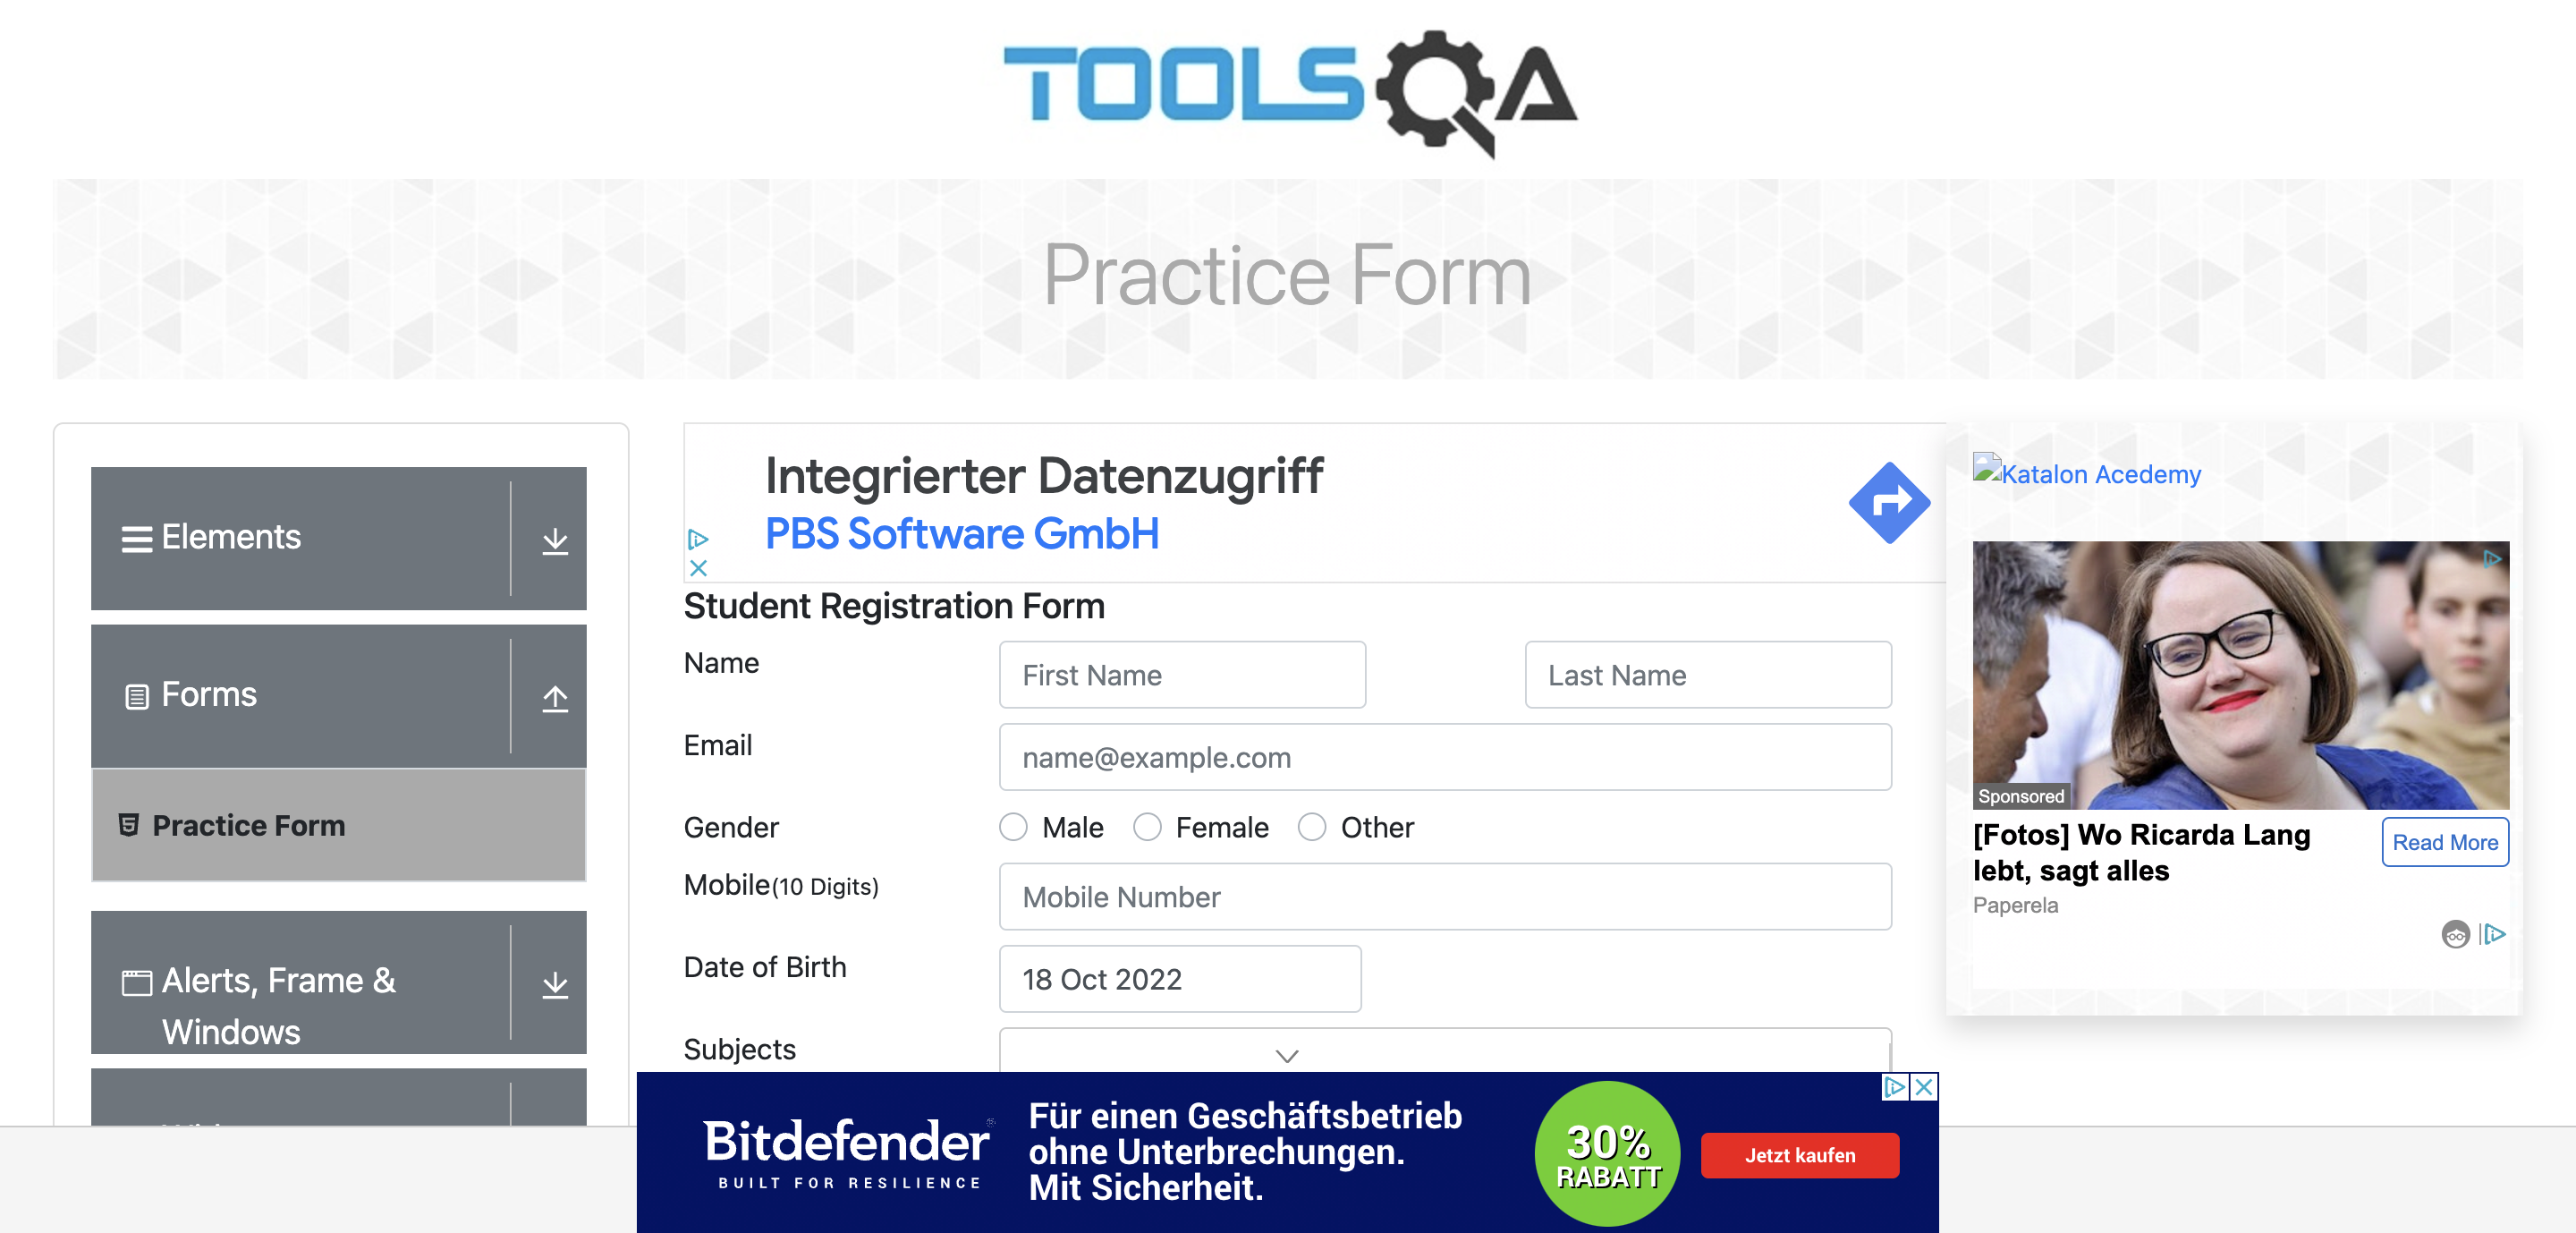 TOOLSQA
Practice Form
Elements
Forms
Practice Form
Alerts, Frame &
Windows
Integrierter Datenzugriff
PBS Software GmbH
Student Registration Form
Name
First Name
Last Name
Email
name@example.com
Gender
Male
Female
Other
Mobile(10 Digits)
Mobile Number
Date of Birth
18 Oct 2022
Subjects
Katalon Acedemy
Sponsored
[Fotos] Wo Ricarda Lang
lebt, sagt alles
Read More
Paperela
Bitdefender
BUILT FOR RESILIENCE
Für einen Geschäftsbetrieb
ohne Unterbrechungen.
Mit Sicherheit.
30%
RABATT
Jetzt kaufen